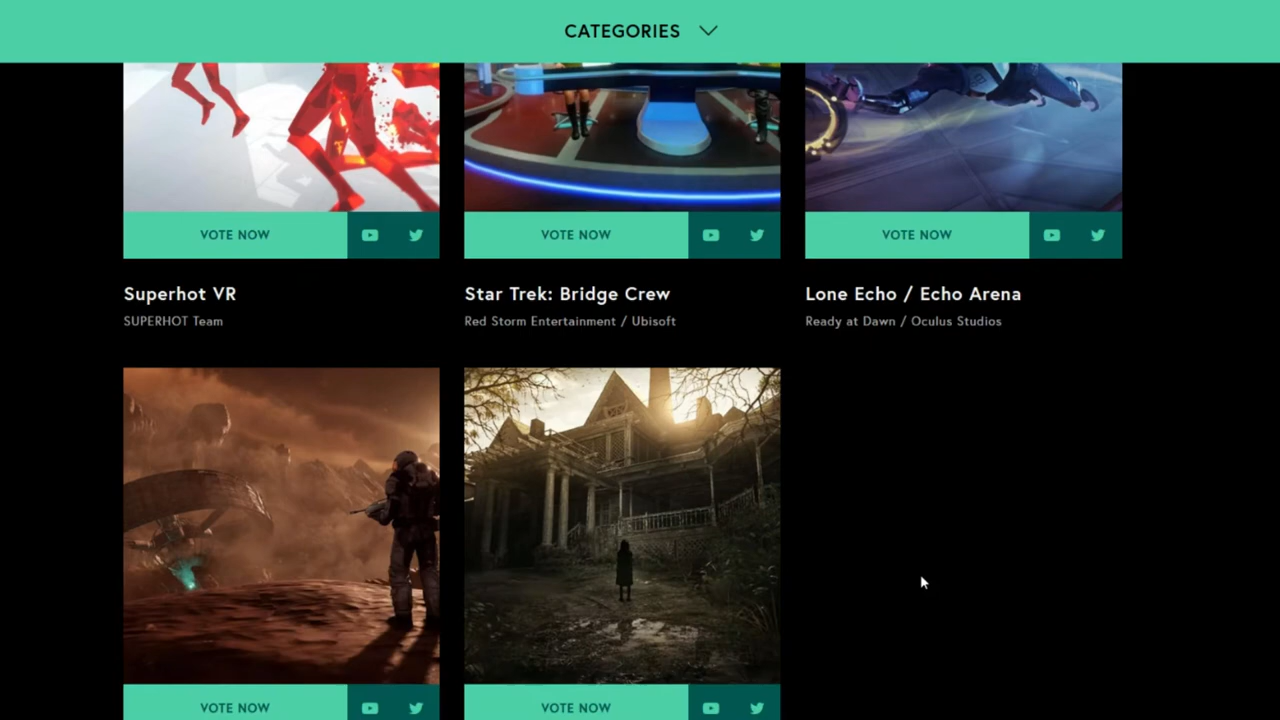 CATEGORIES
VOTE NOW
VOTE NOW
VOTE NOW
Superhot VR
Star Trek: Bridge Crew
Lone Echo / Echo Arena
SUPERHOT Team
Red Storm Entertainment / Ubisoft
Ready at Dawn / Oculus Studios
VOTE NOW
VOTE NOW